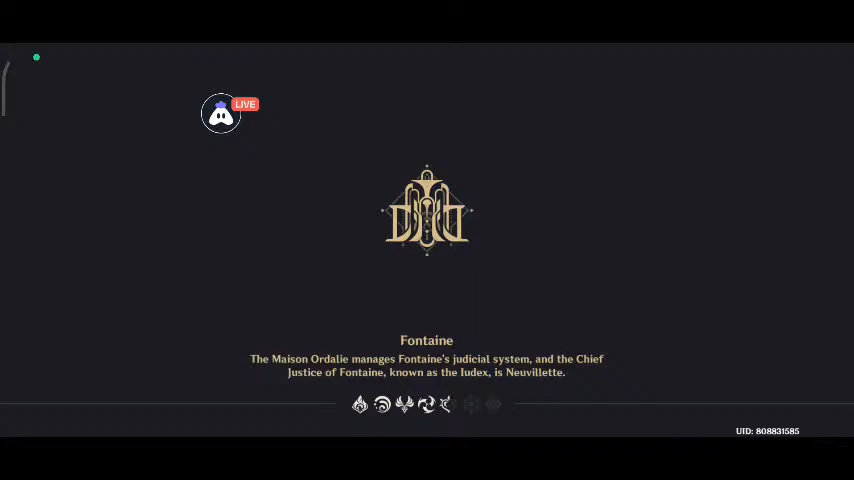 LIVE
Fontaine
The Maison Ordalie manages Fontaine's judicial system, and the Chief
Justice of Fontaine, known as the Iudex, is Neuvillette.
UID: 808831585